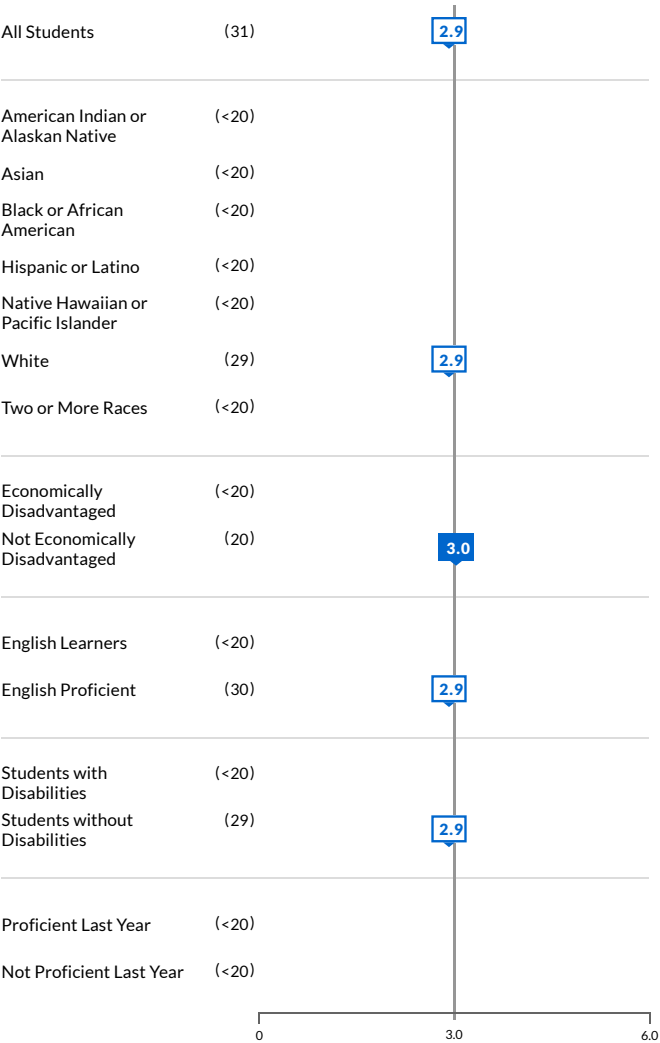 All Students (31) 2.9
American Indian or (<20)
Alaskan Native
Asian (<20)
Black or African (<20)
American
Hispanic or Latino (<20)
Native Hawaiian or (<20)
Pacific Islander
White (29) 2.9
Two or More Races (<20)
Economically (<20)
Disadvantaged
Not Economically (20) 3.0
Disadvantaged
English Learners (<20)
English Proficient (30) 2.9
Students with (<20)
Disabilities
Students without (29) 2.9
Disabilities
Proficient Last Year (<20)
Not Proficient Last Year (<20)
0 3.0 6.0